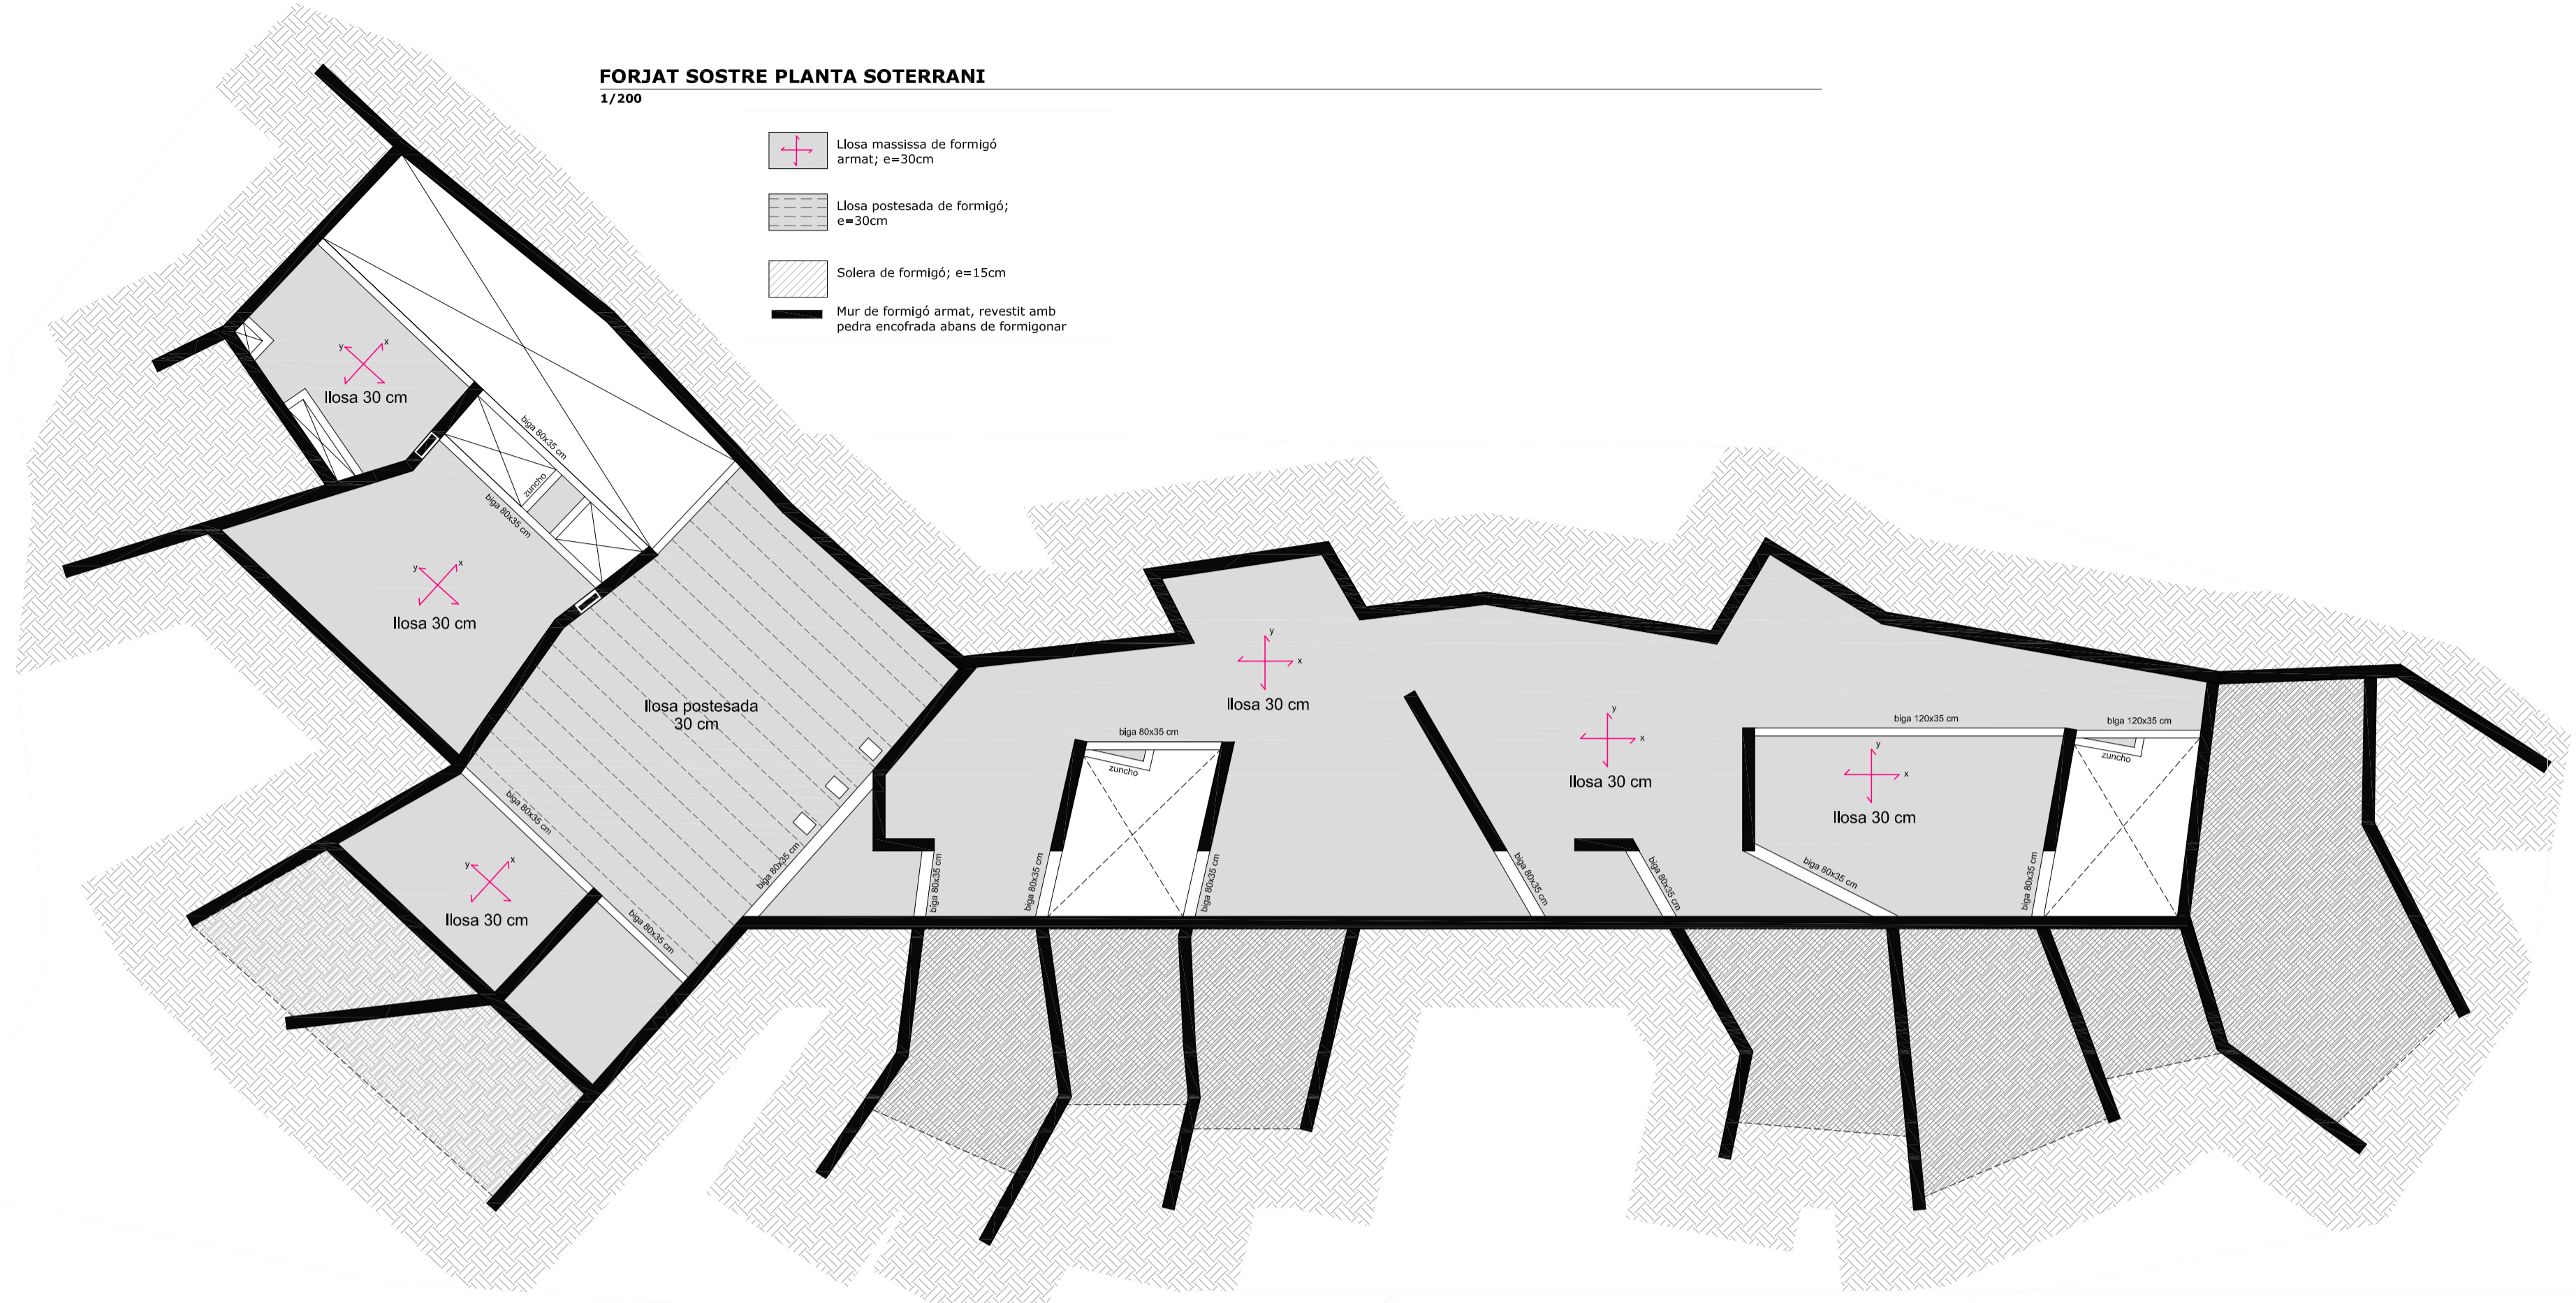 FORJAT SOSTRE PLANTA SOTERRANI
1/200
Llosa massissa de formigó
armat; e=30cm
Llosa postesada de formigó;
e=30cm
Solera de formigó; e=15cm
Mur de formigó armat, revestit amb
pedra encofrada abans de formigonar
y
x
llosa 30 cm
biga 80x35 cm
zuncho
biga 80x35 cm
y
x
llosa 30 cm
llosa postesada
30 cm
biga 80x35 cm
y
x
llosa 30 cm
biga 80x35 cm
biga 80x35 cm
y
x
llosa 30 cm
biga 80x35 cm
zuncho
biga 80x35 cm
biga 80x35 cm
biga 80x35 cm
y
x
llosa 30 cm
biga 80x35 cm
biga 80x35 cm
biga 120x35 cm
y
x
llosa 30 cm
biga 80x35 cm
biga 120x35 cm
zuncho
biga 80x35 cm